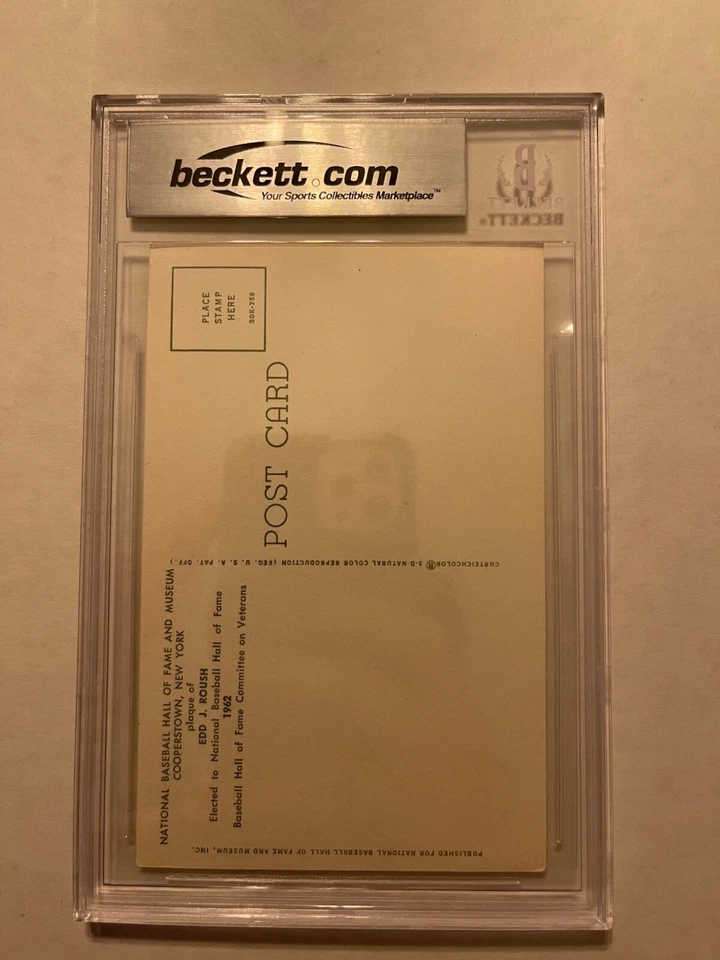 beckett.com
Your Sports Collectibles Marketplace™
BECKETT®
PLACE
STAMP
HERE
SDK-758
POST CARD
NATIONAL BASEBALL HALL OF FAME AND MUSEUM
COOPERSTOWN, NEW YORK
plaque of
EDD J. ROUSH
Elected to National Baseball Hall of Fame
1962
Baseball Hall of Fame Committee on Veterans
CURTEICHCOLOR® 3-D NATURAL COLOR REPRODUCTION (REG. U. S. A. PAT. OFF.)
PUBLISHED FOR NATIONAL BASEBALL HALL OF FAME AND MUSEUM, INC.